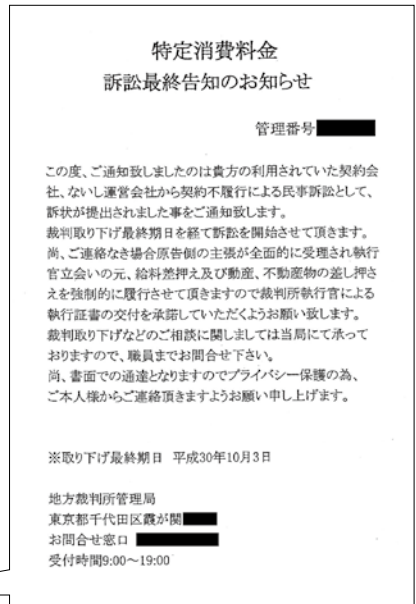 特定消費料金
訴訟最終告知のお知らせ
管理番号
この度、ご通知致しましたのは貴方の利用されていた契約会
社、ないし運営会社から契約不履行による民事訴訟として、
訴状が提出されました事をご通知致します。
裁判取り下げ最終期日を経て訴訟を開始させて頂きます。
尚、ご連絡なき場合原告側の主張が全面的に受理され執行
官立会いの元、給料差押え及び動産、不動産物の差し押さ
えを強制的に履行させて頂きますので裁判所執行官による
執行証書の交付を承諾していただくようお願い致します。
裁判取り下げなどのご相談に関しましては当局にて承って
おりますので、職員までお問合せ下さい。
尚、書面での通達となりますのでプライバシー保護の為、
ご本人様からご連絡頂きますようお願い申し上げます。
※取り下げ最終期日 平成30年10月3日
地方裁判所管理局
東京都千代田区霞が関
お問合せ窓口
受付時間9:00～19:00